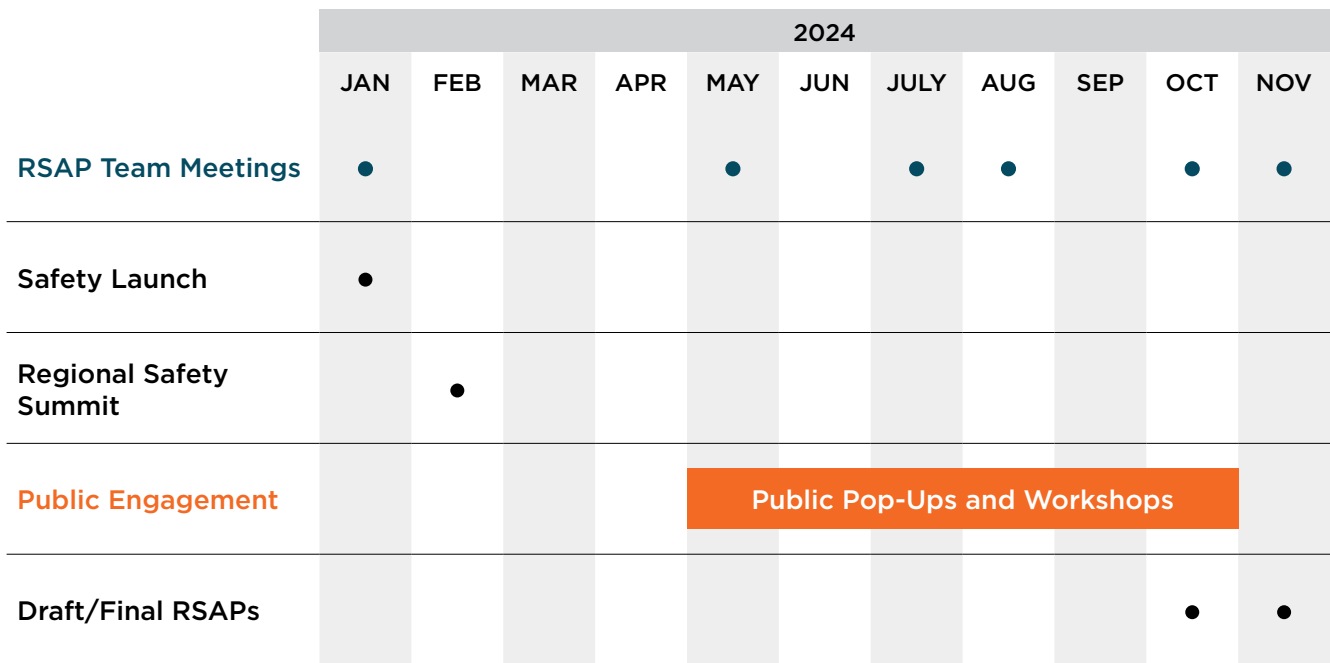 2024
JAN FEB MAR APR MAY JUN JULY AUG SEP OCT NOV
RSAP Team Meetings
Safety Launch
Regional Safety
Summit
Public Engagement
Public Pop-Ups and Workshops
Draft/Final RSAPs